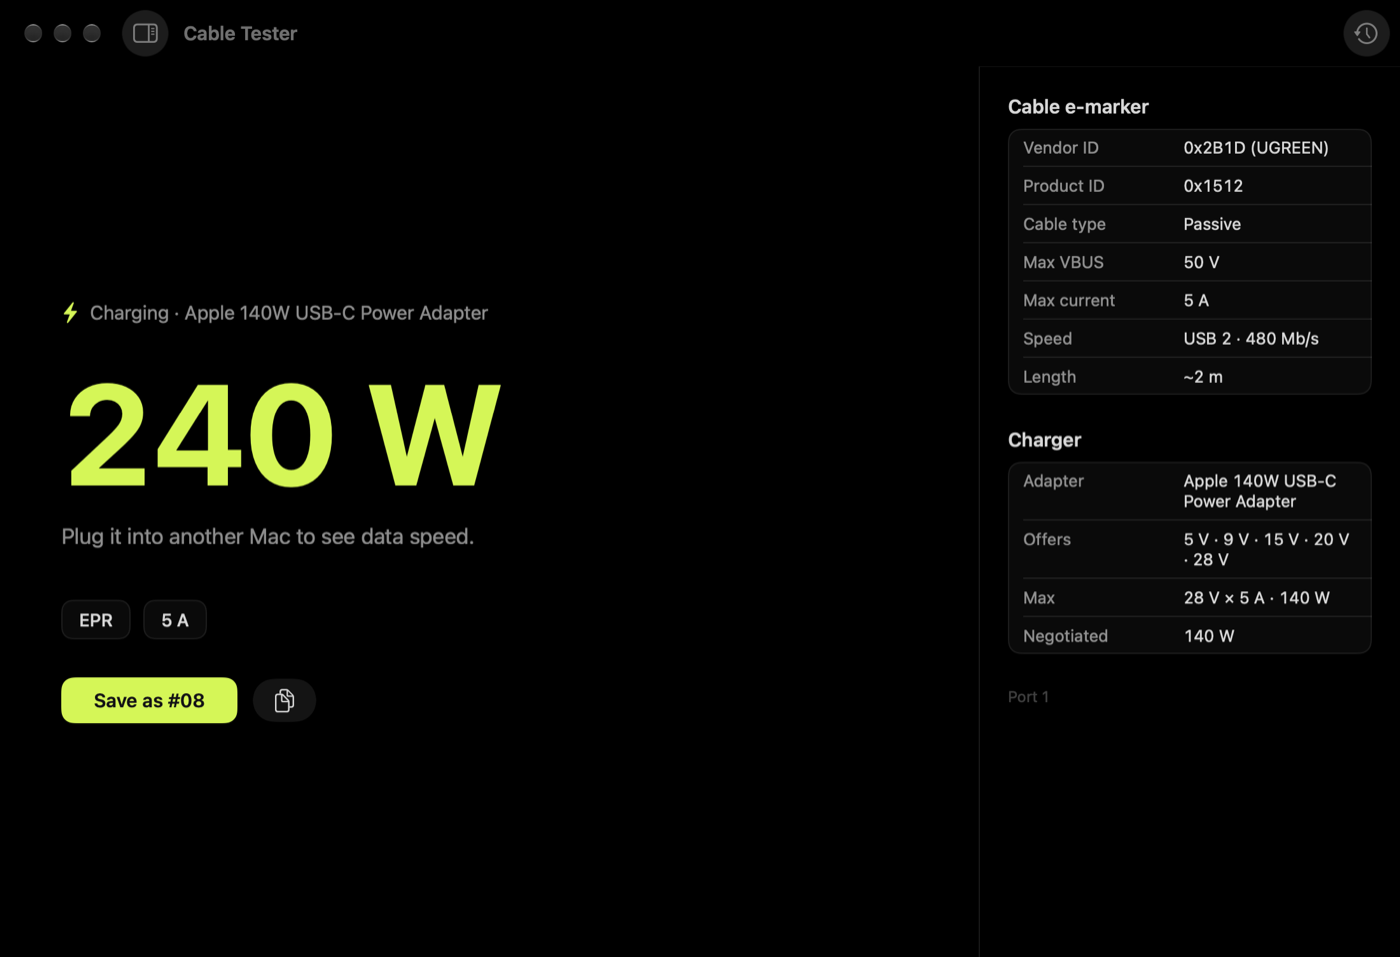 Cable Tester
Charging · Apple 140W USB-C Power Adapter
240 W
Plug it into another Mac to see data speed.
EPR
5 A
Save as #08
Cable e-marker
Vendor ID 0x2B1D (UGREEN)
Product ID 0x1512
Cable type Passive
Max VBUS 50 V
Max current 5 A
Speed USB 2 · 480 Mb/s
Length ~2 m
Charger
Adapter Apple 140W USB-C
Power Adapter
Offers 5 V · 9 V · 15 V · 20 V
· 28 V
Max 28 V × 5 A · 140 W
Negotiated 140 W
Port 1